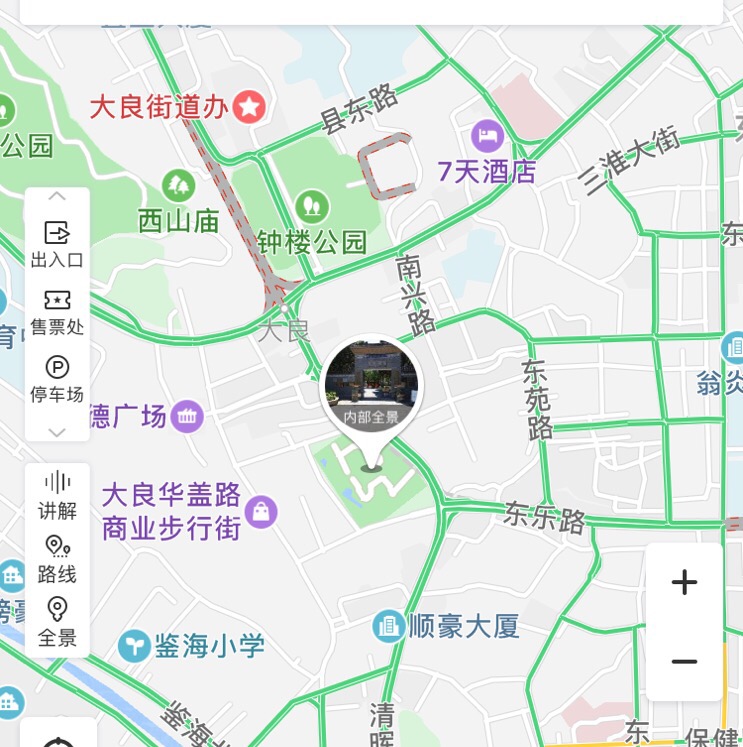 大良街道办
县东路
公园
7天酒店
三淮大街
西山庙
钟楼公园
出入口
东
南兴路
售票处
大良
停车场
东苑路
内部全景
德广场
大良华盖路
商业步行街
讲解
东乐路
路线
顺豪大厦
全景
鉴海小学
鉴海
清晖
东
保健